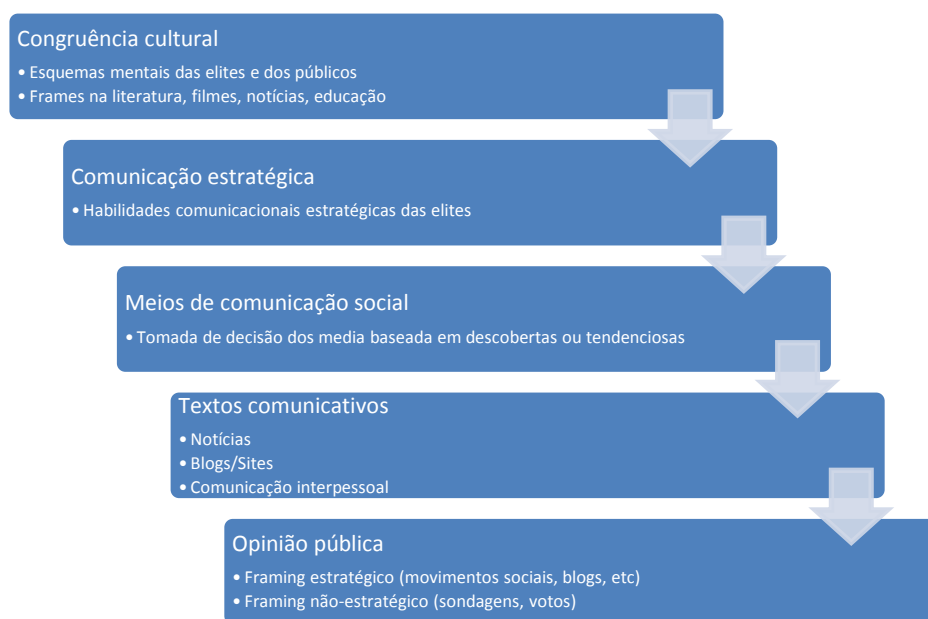 Congruência cultural
• Esquemas mentais das elites e dos públicos
• Frames na literatura, filmes, notícias, educação
Comunicação estratégica
• Habilidades comunicacionais estratégicas das elites
Meios de comunicação social
• Tomada de decisão dos media baseada em descobertas ou tendenciosas
Textos comunicativos
• Notícias
• Blogs/Sites
• Comunicação interpessoal
Opinião pública
• Framing estratégico (movimentos sociais, blogs, etc)
• Framing não-estratégico (sondagens, votos)